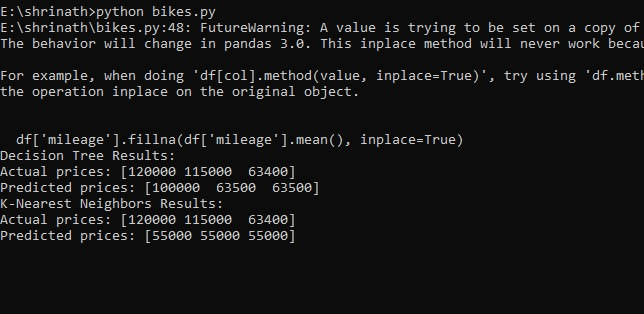 E:\shrinath>python bikes.py
E:\shrinath\bikes.py:48: FutureWarning: A value is trying to be set on a copy of
The behavior will change in pandas 3.0. This inplace method will never work becau
For example, when doing 'df[col].method(value, inplace=True)', try using 'df.meth
the operation inplace on the original object.
df['mileage'].fillna(df['mileage'].mean(), inplace=True)
Decision Tree Results:
Actual prices: [120000 115000  63400]
Predicted prices: [100000  63500  63500]
K-Nearest Neighbors Results:
Actual prices: [120000 115000  63400]
Predicted prices: [55000 55000 55000]